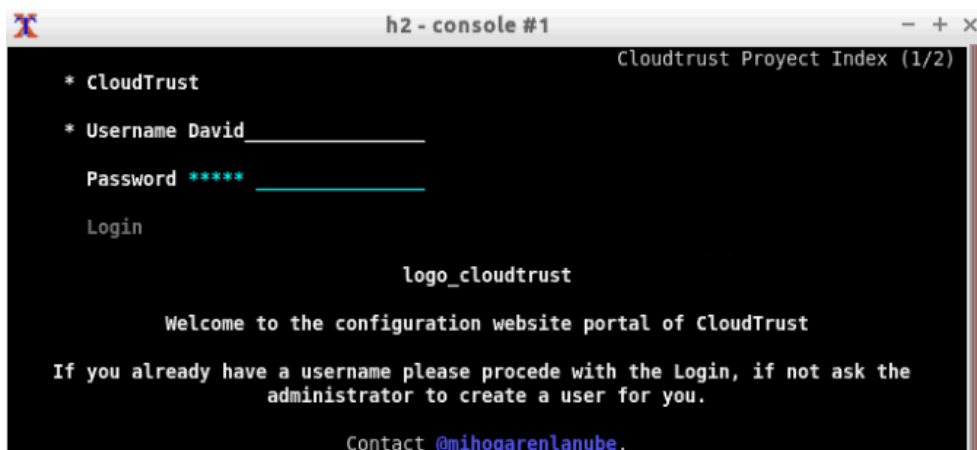 h2 - console #1
Cloudtrust Proyect Index (1/2)
* CloudTrust
* Username David
Password *****
Login
logo_cloudtrust
Welcome to the configuration website portal of CloudTrust
If you already have a username please procede with the Login, if not ask the
administrator to create a user for you.
Contact @mihogarenlanube.